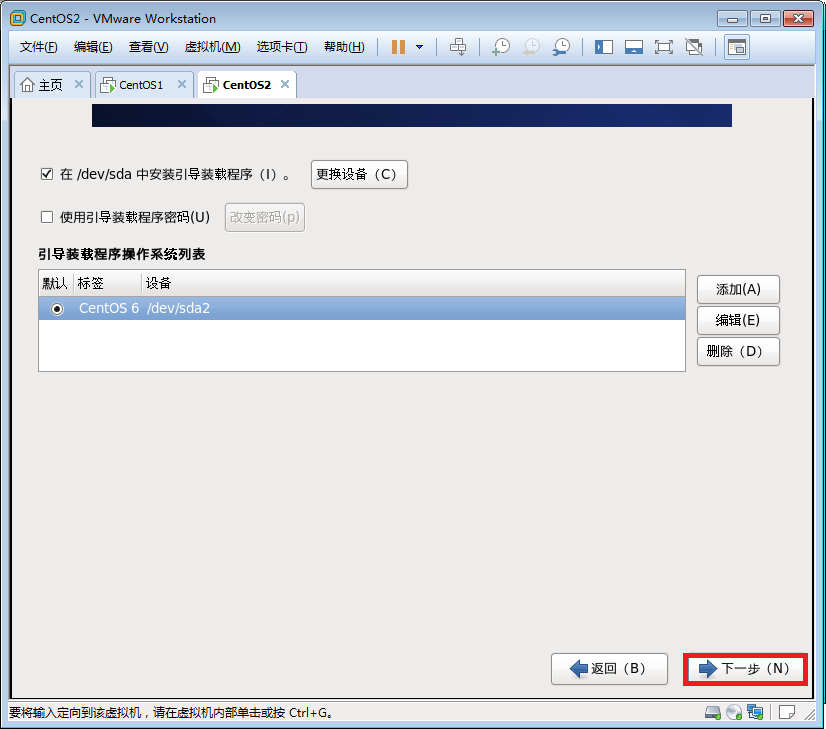 CentOS2 - VMware Workstation
文件(F) 编辑(E) 查看(V) 虚拟机(M) 选项卡(T) 帮助(H)
主页 CentOS1 CentOS2
在 /dev/sda 中安装引导装载程序（I）。 更换设备（C）
使用引导装载程序密码(U) 改变密码(p)
引导装载程序操作系统列表
默认 标签 设备
CentOS 6 /dev/sda2
添加(A)
编辑(E)
删除（D）
返回（B） 下一步（N）
要将输入定向到该虚拟机，请在虚拟机内部单击或按 Ctrl+G。